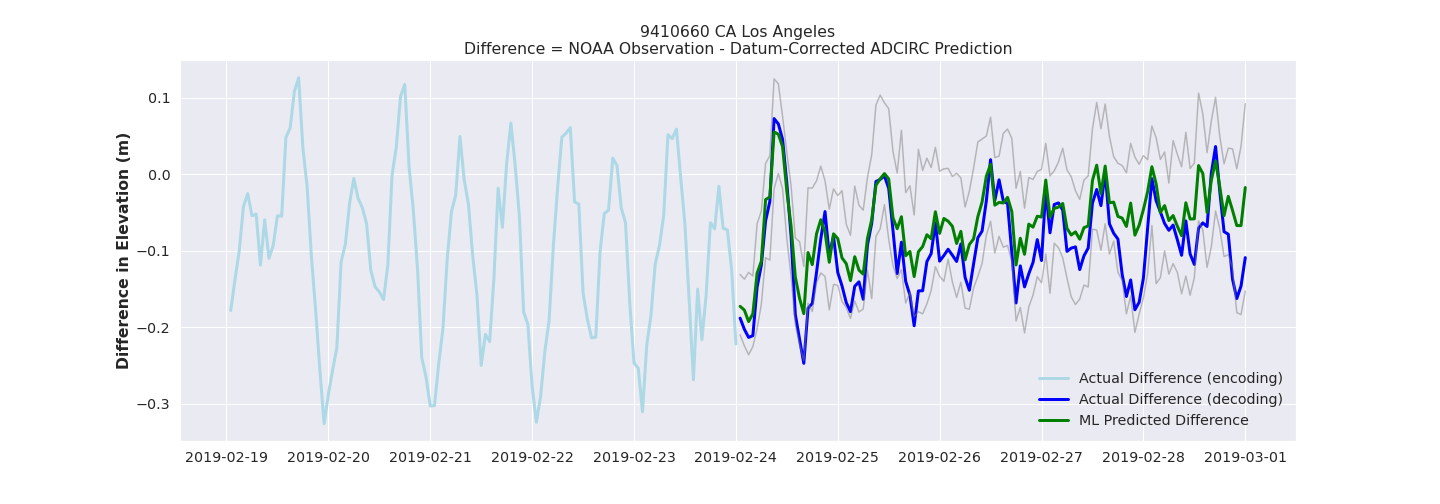 9410660 CA Los Angeles
Difference = NOAA Observation - Datum-Corrected ADCIRC Prediction
Difference in Elevation (m)
0.1
0.0
−0.1
−0.2
−0.3
Actual Difference (encoding)
Actual Difference (decoding)
ML Predicted Difference
2019-02-19 2019-02-20 2019-02-21 2019-02-22 2019-02-23 2019-02-24 2019-02-25 2019-02-26 2019-02-27 2019-02-28 2019-03-01